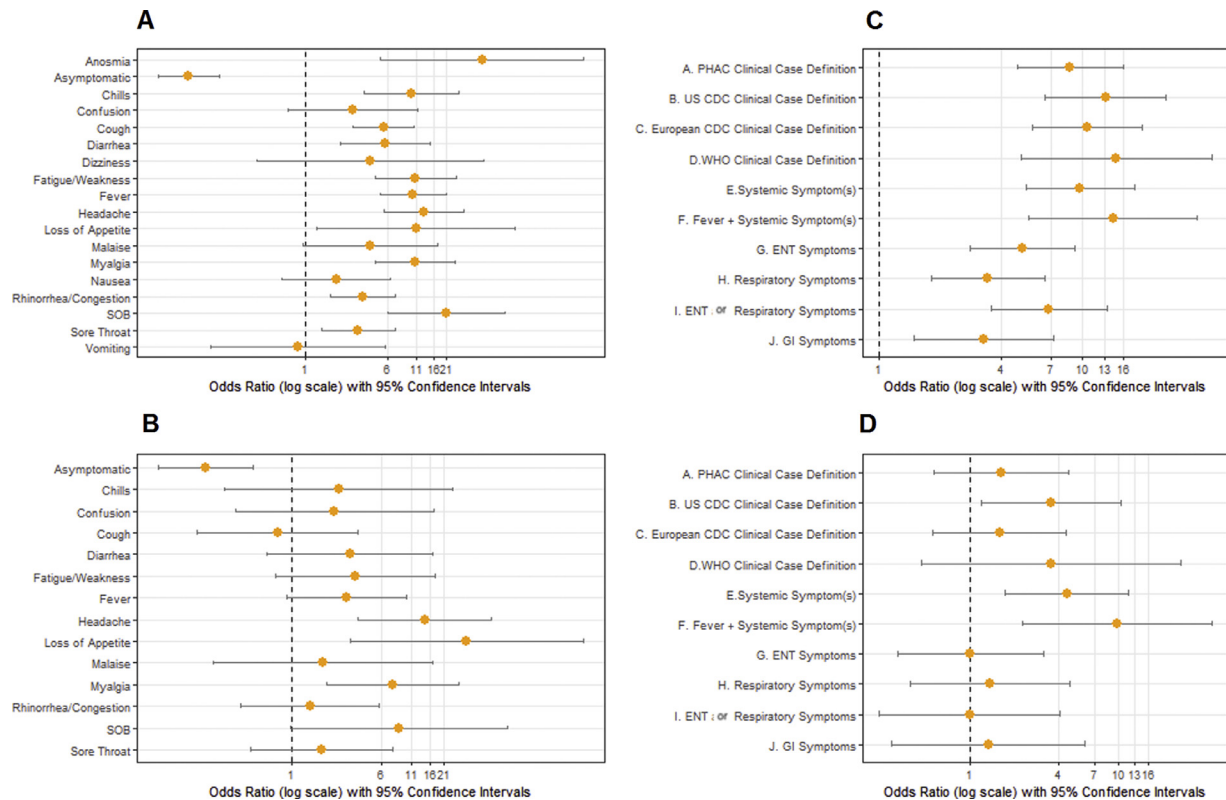 A
Anosmia
Asymptomatic
Chills
Confusion
Cough
Diarrhea
Dizziness
Fatigue/Weakness
Fever
Headache
Loss of Appetite
Malaise
Myalgia
Nausea
Rhinorrhea/Congestion
SOB
Sore Throat
Vomiting
1 6 11 16 21
Odds Ratio (log scale) with 95% Confidence Intervals
C
A. PHAC Clinical Case Definition
B. US CDC Clinical Case Definition
C. European CDC Clinical Case Definition
D.WHO Clinical Case Definition
E.Systemic Symptom(s)
F. Fever + Systemic Symptom(s)
G. ENT Symptoms
H. Respiratory Symptoms
I. ENT or Respiratory Symptoms
J. GI Symptoms
1 4 7 10 13 16
Odds Ratio (log scale) with 95% Confidence Intervals
B
Asymptomatic
Chills
Confusion
Cough
Diarrhea
Fatigue/Weakness
Fever
Headache
Loss of Appetite
Malaise
Myalgia
Rhinorrhea/Congestion
SOB
Sore Throat
1 6 11 16 21
Odds Ratio (log scale) with 95% Confidence Intervals
D
A. PHAC Clinical Case Definition
B. US CDC Clinical Case Definition
C. European CDC Clinical Case Definition
D.WHO Clinical Case Definition
E.Systemic Symptom(s)
F. Fever + Systemic Symptom(s)
G. ENT Symptoms
H. Respiratory Symptoms
I. ENT or Respiratory Symptoms
J. GI Symptoms
1 4 7 10 13 16
Odds Ratio (log scale) with 95% Confidence Intervals